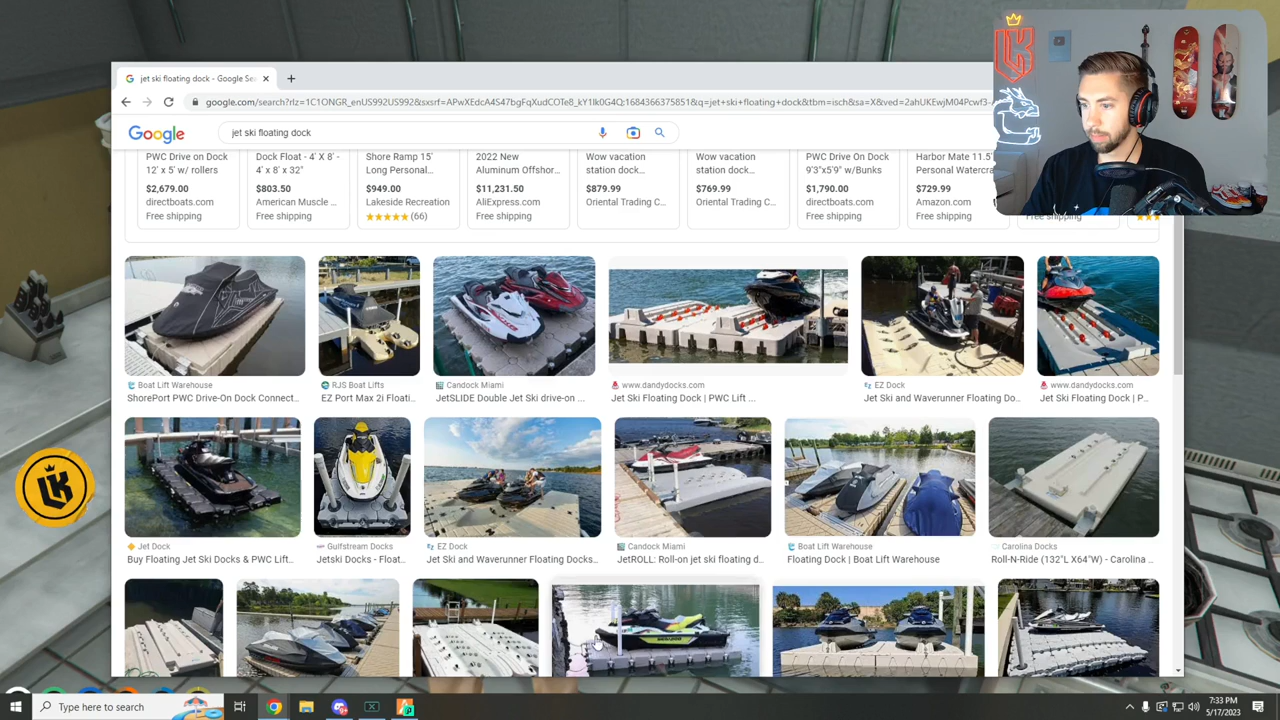 jet ski floating dock - Google Sea
google.com/search?rlz=1C1ONGR_enUS992US992&sxsrf=APwXEdcA4S47bgFqXudCOTe8_kY1Ik0G4Q:1684366375851&q=jet+ski+floating+dock&tbm=isch&sa=X&ved=2ahUKEwjM04Pcwf3-A
Google
jet ski floating dock
PWC Drive on Dock
12' x 5' w/ rollers
$2,679.00
directboats.com
Free shipping
Dock Float - 4' X 8' -
4' x 8' x 32"
$803.50
American Muscle ...
Free shipping
Shore Ramp 15'
Long Personal...
$949.00
Lakeside Recreation
★★★★★ (66)
2022 New
Aluminum Offshor...
$11,231.50
AliExpress.com
Free shipping
Wow vacation
station dock...
$879.99
Oriental Trading C...
Wow vacation
station dock...
$769.99
Oriental Trading C...
PWC Drive On Dock
9'3"x5'9" w/Bunks
$1,790.00
directboats.com
Free shipping
Harbor Mate 11.5'
Personal Watercra
$729.99
Amazon.com
Free shipping
Free shipping
LK
Boat Lift Warehouse
ShorePort PWC Drive-On Dock Connect...
RJS Boat Lifts
EZ Port Max 2i Floati...
Candock Miami
JetSLIDE Double Jet Ski drive-on ...
www.dandydocks.com
Jet Ski Floating Dock | PWC Lift ...
EZ Dock
Jet Ski and Waverunner Floating Do...
www.dandydocks.com
Jet Ski Floating Dock | P...
Jet Dock
Buy Floating Jet Ski Docks & PWC Lift...
Gulfstream Docks
Jetski Docks - Float...
EZ Dock
Jet Ski and Waverunner Floating Docks...
Candock Miami
JetROLL: Roll-on jet ski floating d...
Boat Lift Warehouse
Floating Dock | Boat Lift Warehouse
Carolina Docks
Roll-N-Ride (132"L X64"W) - Carolina ...
LK
Type here to search
7:33 PM
5/17/2023